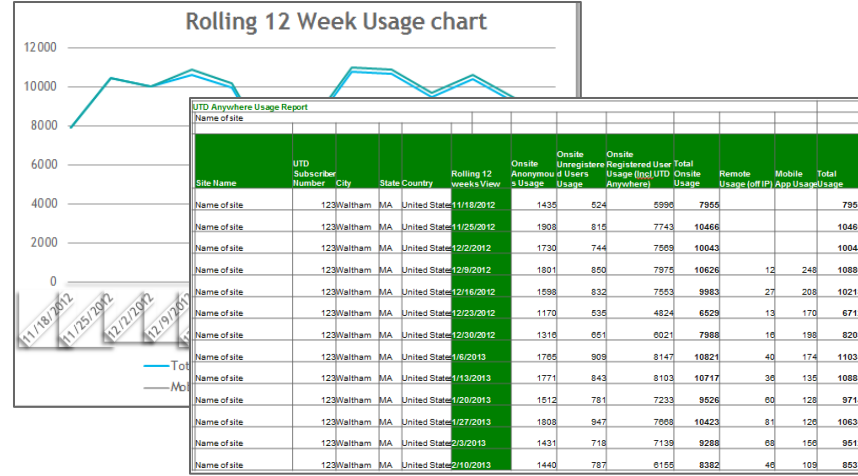 Rolling 12 Week Usage chart
12000
10000
8000
6000
4000
2000
0
11/18/2012
11/25/2012
12/2/2012
12/9/2012
UTD Anywhere Usage Report
Name of site
Site Name UTD Subscriber Number City State Country Rolling 12 weeks View Onsite Anonymous Usage Onsite Unregistered Users Usage Onsite Registered User Usage (Incl UTD Anywhere) Total Onsite Usage Remote Usage (off IP) Mobile App Usage Total Usage
Name of site 123 Waltham MA United State 11/18/2012 1435 524 5996 7955 795
Name of site 123 Waltham MA United State 11/25/2012 1908 815 7743 10466 1046
Name of site 123 Waltham MA United State 12/2/2012 1730 744 7569 10043 1004
Name of site 123 Waltham MA United State 12/9/2012 1801 850 7975 10626 12 248 1088
Name of site 123 Waltham MA United State 12/16/2012 1598 832 7553 9983 27 208 1021
Name of site 123 Waltham MA United State 12/23/2012 1170 535 4824 6529 13 170 671
Name of site 123 Waltham MA United State 12/30/2012 1316 651 6021 7988 16 198 820
Name of site 123 Waltham MA United State 1/6/2013 1765 909 8147 10821 40 174 1103
Name of site 123 Waltham MA United State 1/13/2013 1771 843 8103 10717 36 135 1088
Name of site 123 Waltham MA United State 1/20/2013 1512 781 7233 9526 60 128 971
Name of site 123 Waltham MA United State 1/27/2013 1808 947 7668 10423 81 126 1063
Name of site 123 Waltham MA United State 2/3/2013 1431 718 7139 9288 68 156 951
Name of site 123 Waltham MA United State 2/10/2013 1440 787 6155 8382 46 109 853
Tot
Mob